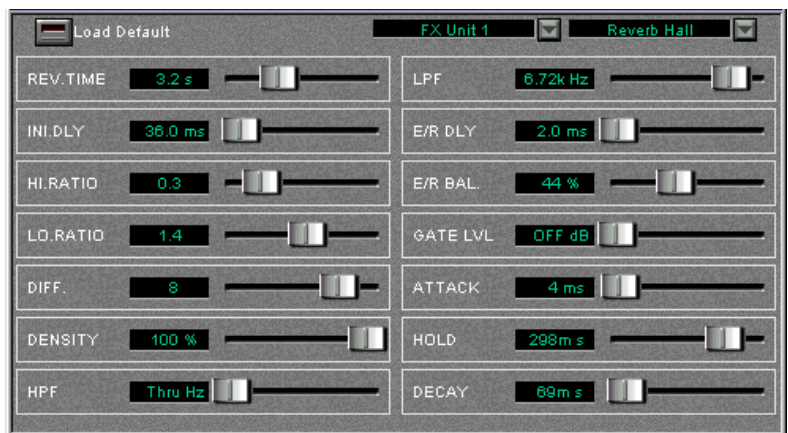 Load Default FX Unit 1 Reverb Hall
REV.TIME 3.2 s LPF 6.72k Hz
INI.DLY 36.0 ms E/R DLY 2.0 ms
HI.RATIO 0.3 E/R BAL. 44 %
LO.RATIO 1.4 GATE LVL OFF dB
DIFF. 8 ATTACK 4 ms
DENSITY 100 % HOLD 298m s
HPF Thru Hz DECAY 69m s